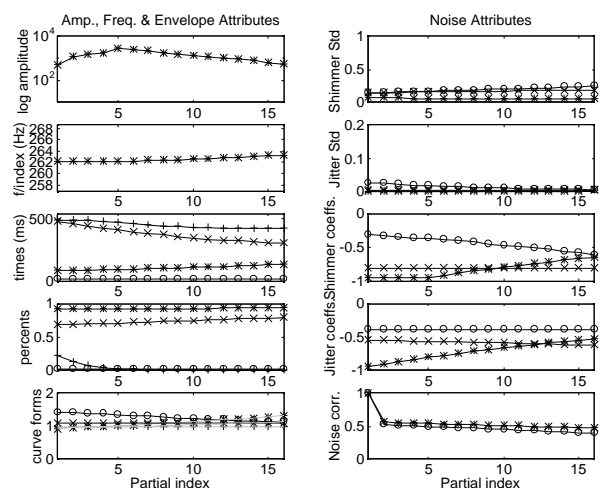 Amp., Freq. & Envelope Attributes
log amplitude
10^4
10^2
5 10 15
f/index (Hz)
268
266
264
262
260
258
5 10 15
times (ms)
500
0
5 10 15
percents
1
0.5
0
5 10 15
curve forms
2
1
0
5 10 15
Partial index
Noise Attributes
Shimmer Std
1
0.5
0
5 10 15
Jitter Std
0.2
0.1
0
5 10 15
Shimmer coeffs.
0
-0.5
-1
5 10 15
Jitter coeffs.
0
-0.5
-1
5 10 15
Noise corr.
1
0.5
0
5 10 15
Partial index